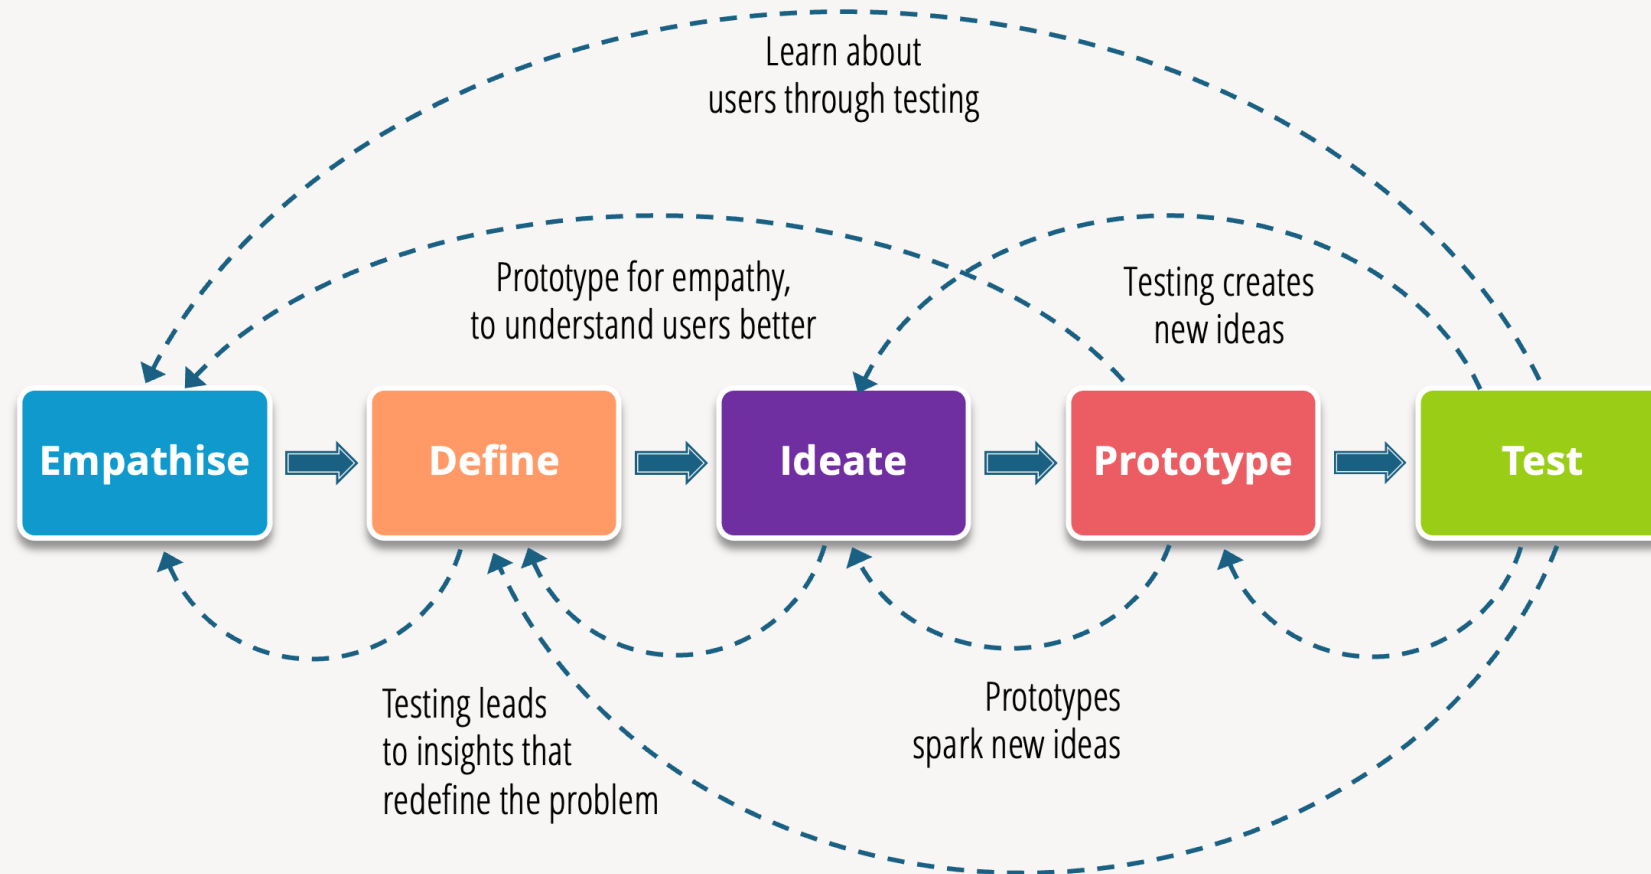 Learn about
users through testing
Prototype for empathy,
to understand users better
Testing creates
new ideas
Empathise
Define
Ideate
Prototype
Test
Testing leads
to insights that
redefine the problem
Prototypes
spark new ideas